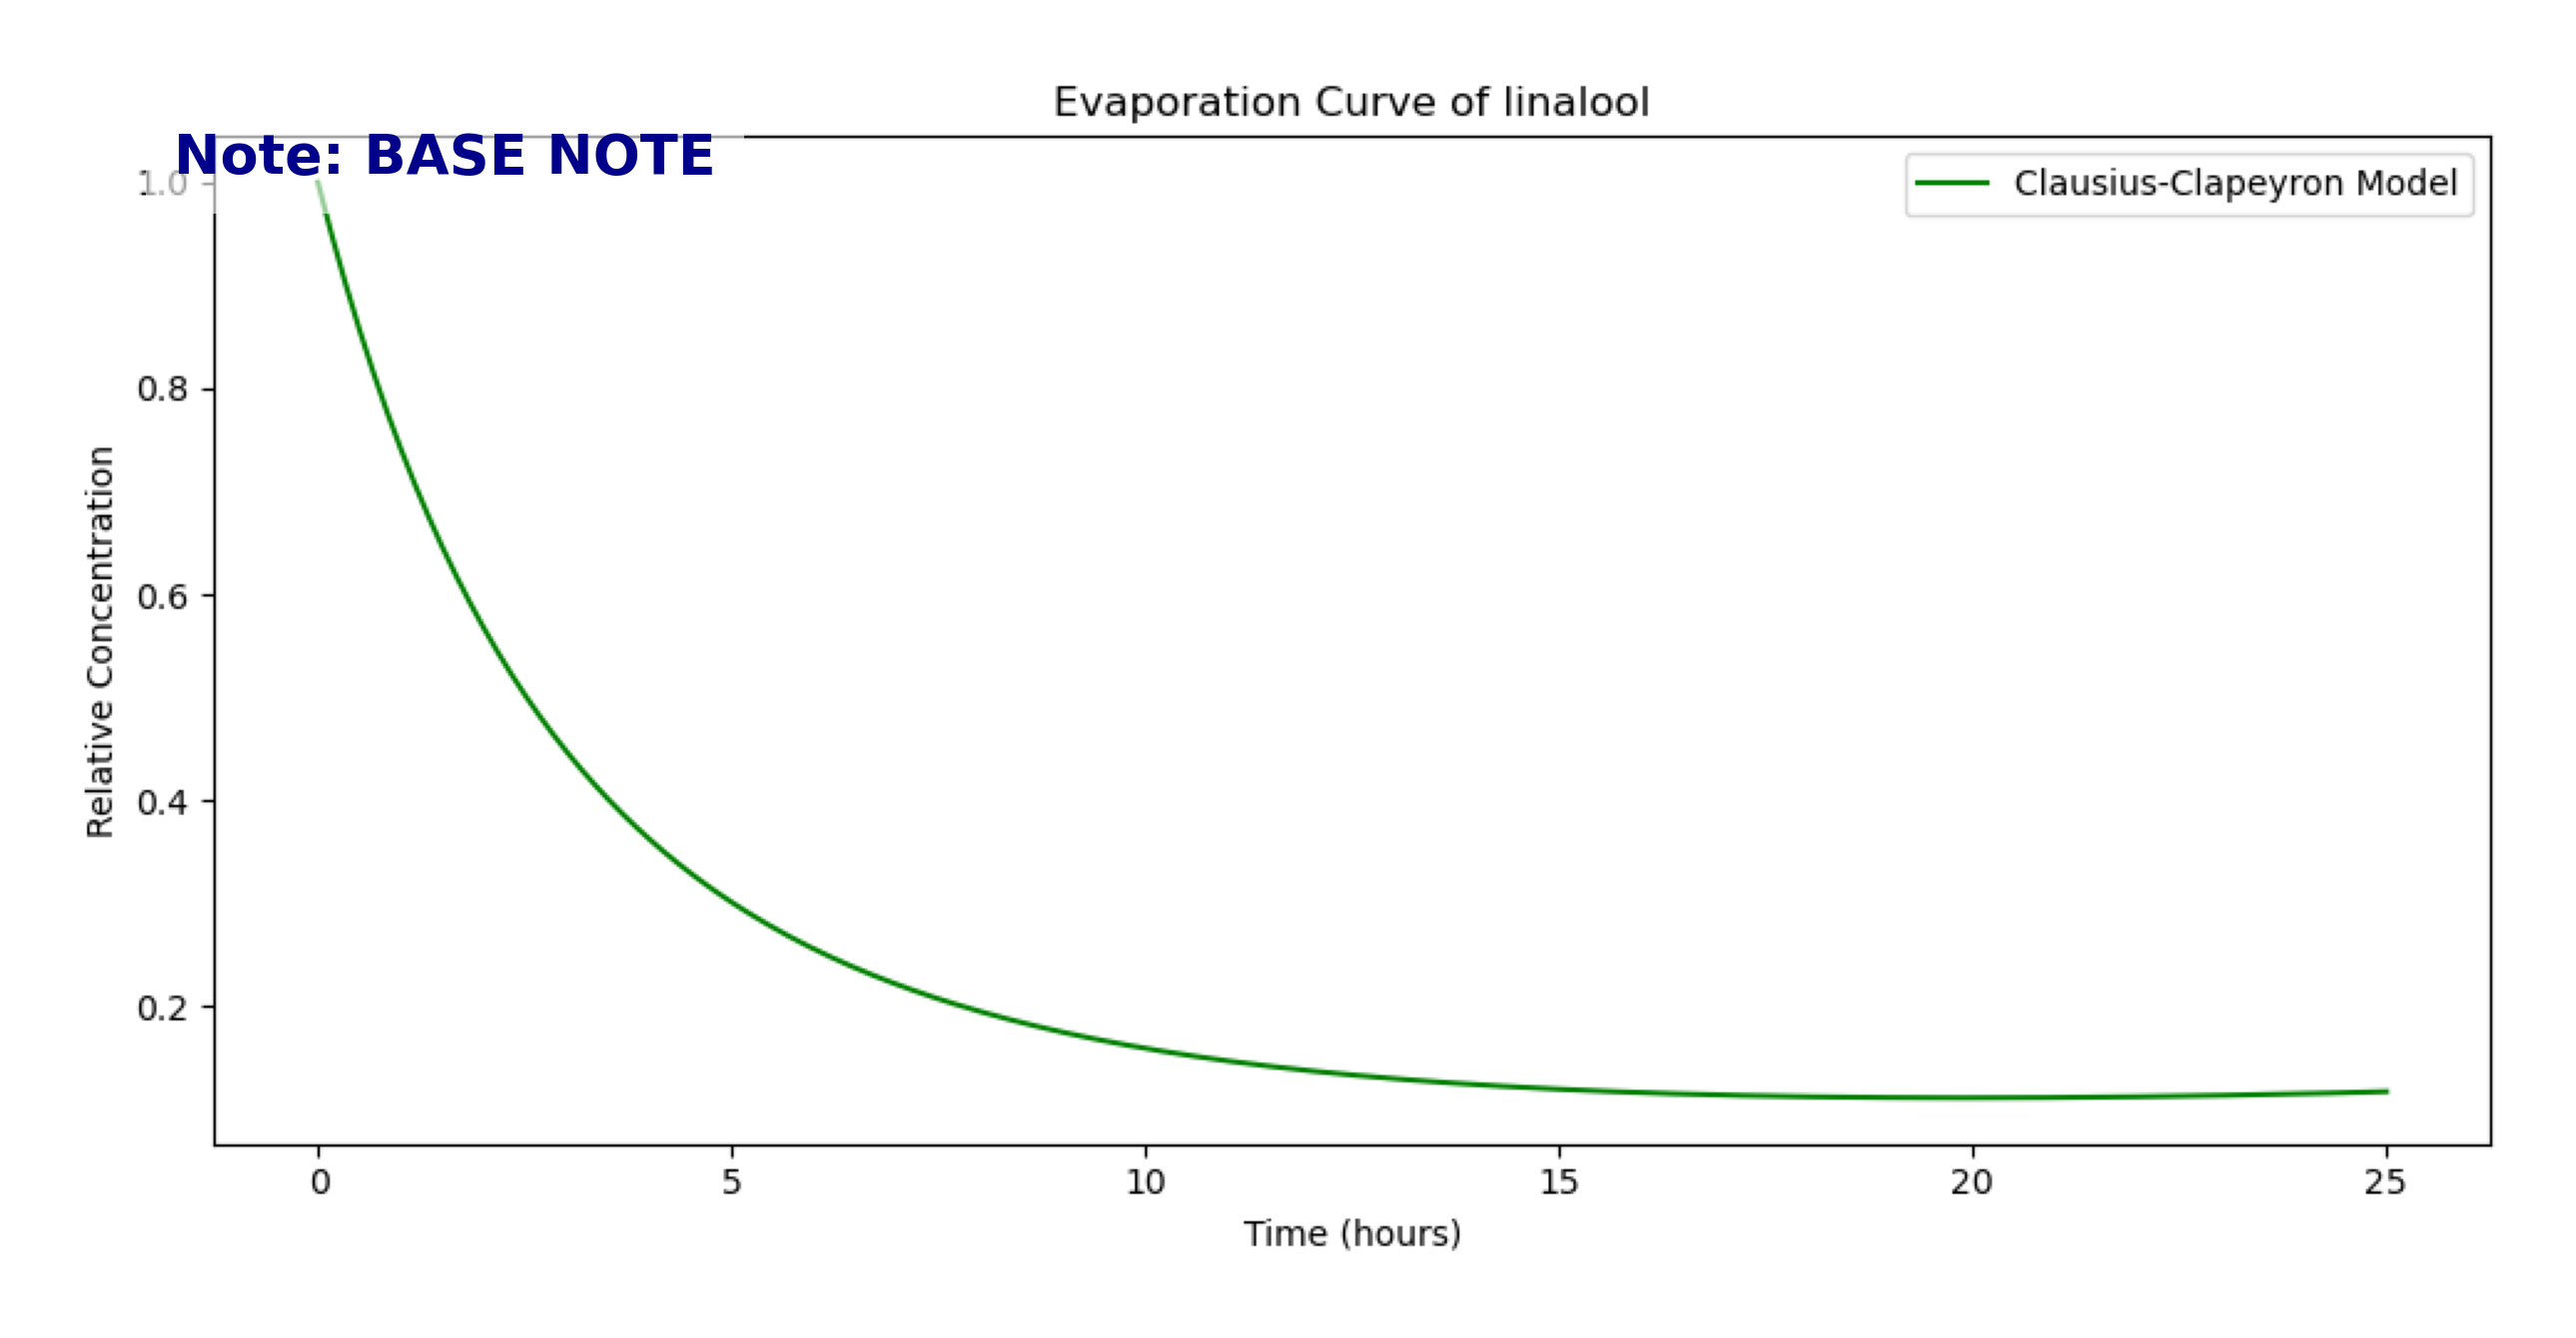 Evaporation Curve of linalool
Note: BASE NOTE
Clausius-Clapeyron Model
1.0
0.8
0.6
0.4
0.2
Relative Concentration
0 5 10 15 20 25
Time (hours)